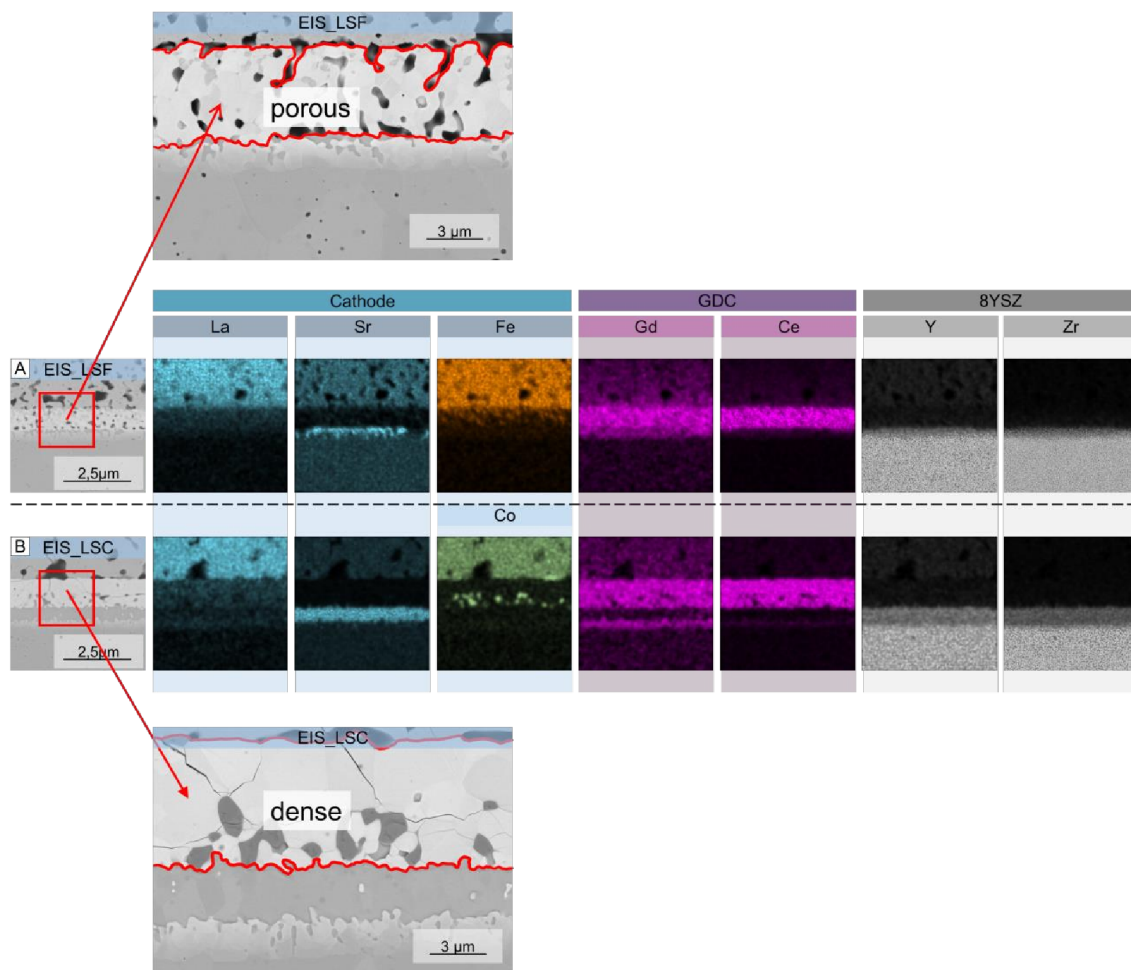 EIS_LSF
porous
3 µm
Cathode GDC 8YSZ
La Sr Fe Gd Ce Y Zr
A EIS_LSF
2,5µm
Co
B EIS_LSC
2,5µm
EIS_LSC
dense
3 µm